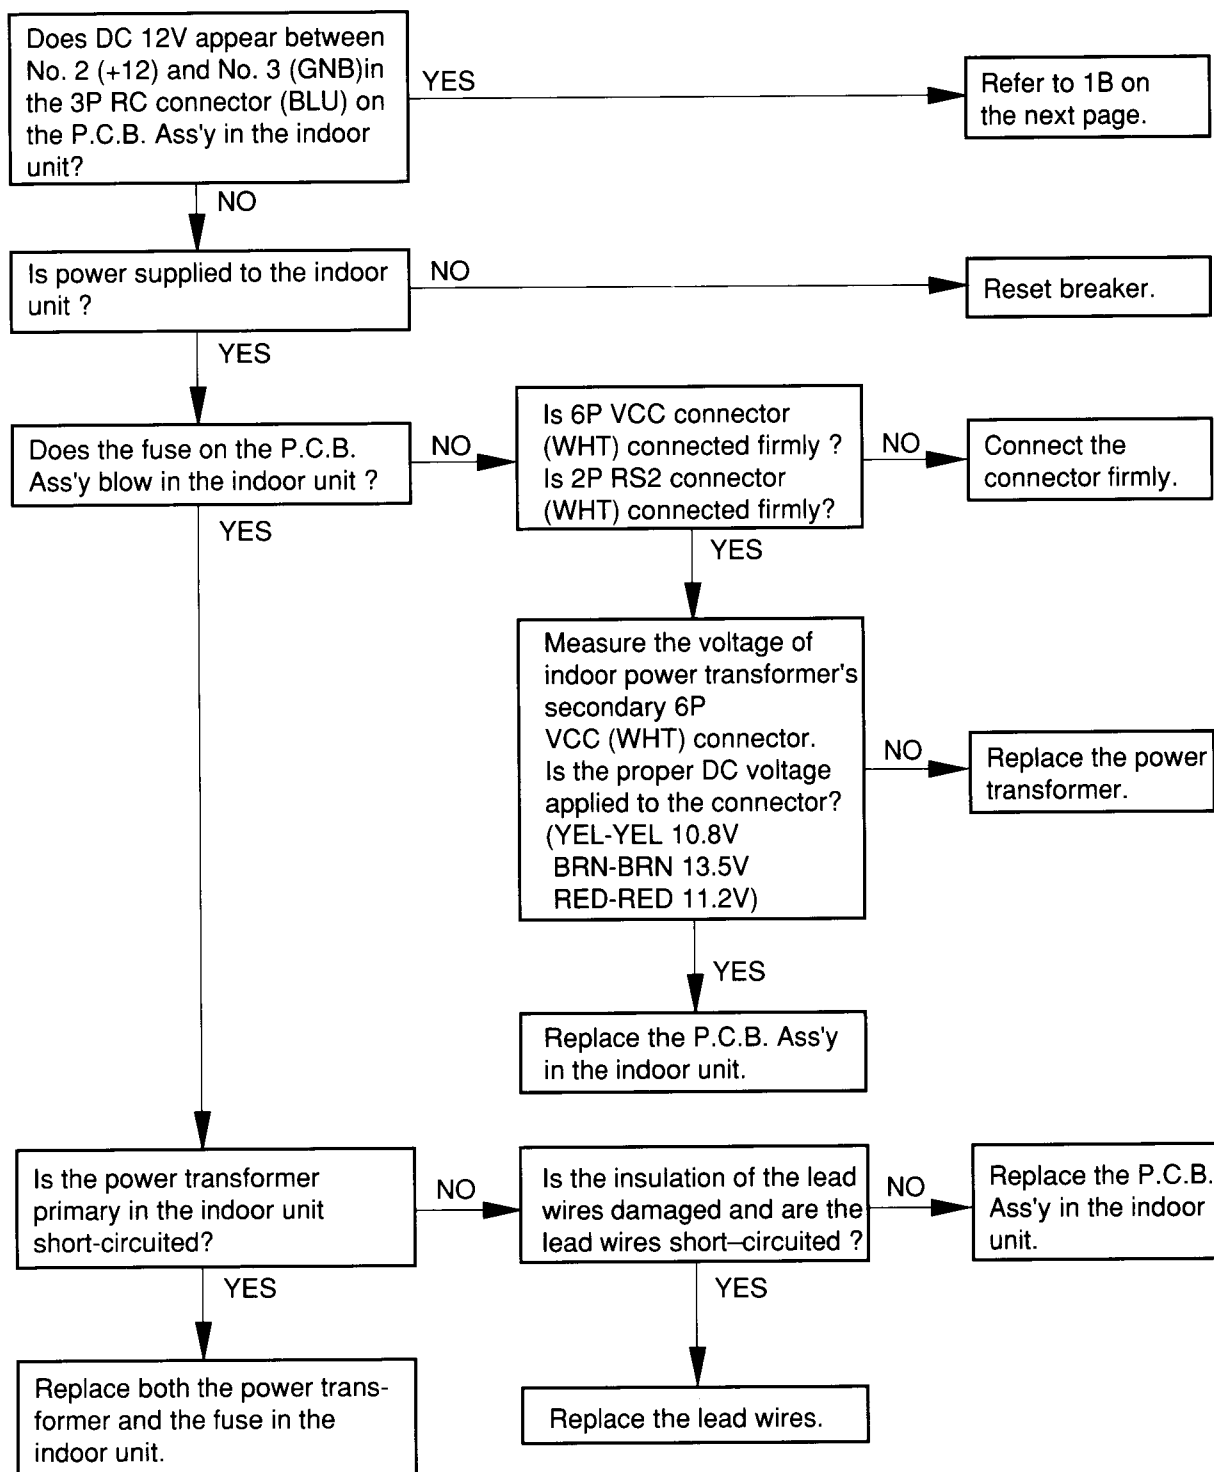 Does DC 12V appear between
No. 2 (+12) and No. 3 (GNB)in
the 3P RC connector (BLU) on
the P.C.B. Ass'y in the indoor
unit?
YES
Refer to 1B on
the next page.
NO
Is power supplied to the indoor
unit ?
NO
Reset breaker.
YES
Does the fuse on the P.C.B.
Ass'y blow in the indoor unit ?
NO
Is 6P VCC connector
(WHT) connected firmly ?
Is 2P RS2 connector
(WHT) connected firmly?
NO
Connect the
connector firmly.
YES
YES
Measure the voltage of
indoor power transformer's
secondary 6P
VCC (WHT) connector.
Is the proper DC voltage
applied to the connector?
(YEL-YEL 10.8V
BRN-BRN 13.5V
RED-RED 11.2V)
NO
Replace the power
transformer.
YES
Replace the P.C.B. Ass'y
in the indoor unit.
Is the power transformer
primary in the indoor unit
short-circuited?
NO
Is the insulation of the lead
wires damaged and are the
lead wires short–circuited ?
NO
Replace the P.C.B.
Ass'y in the indoor
unit.
YES
YES
Replace both the power trans-
former and the fuse in the
indoor unit.
Replace the lead wires.